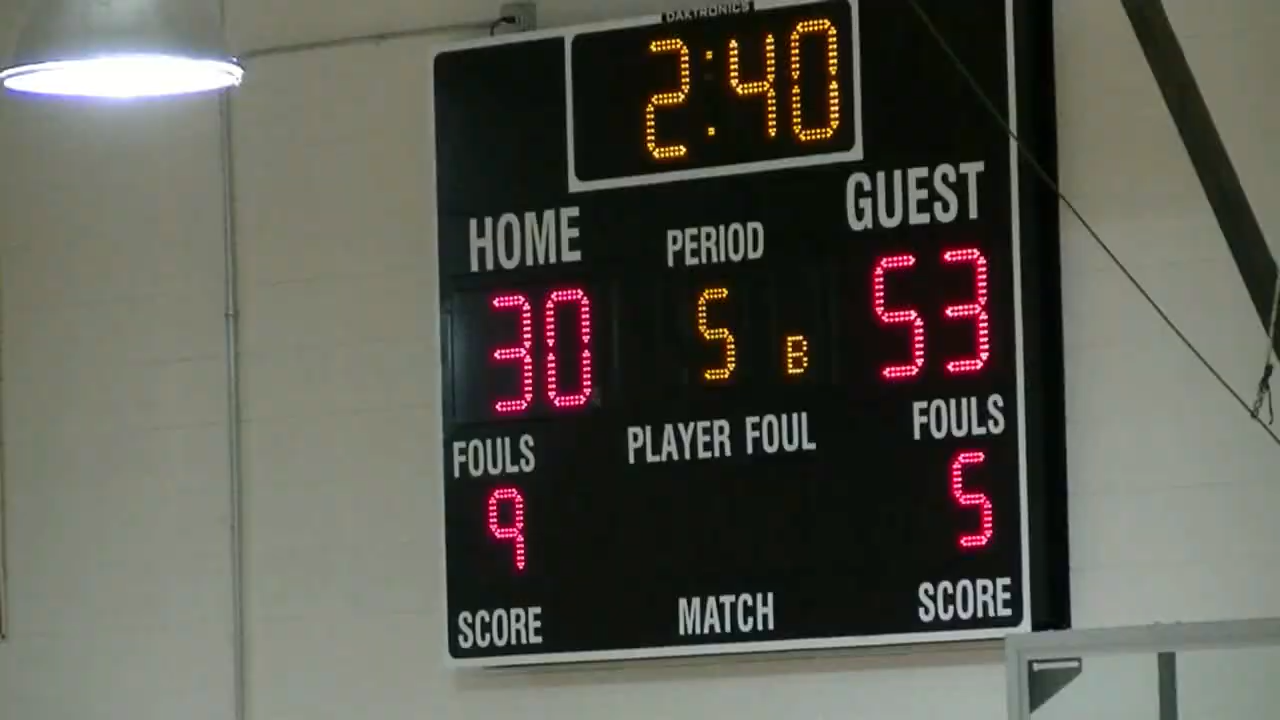 DAKTRONICS
2:40
HOME PERIOD GUEST
30 5 B 53
FOULS PLAYER FOUL FOULS
9 5
SCORE MATCH SCORE